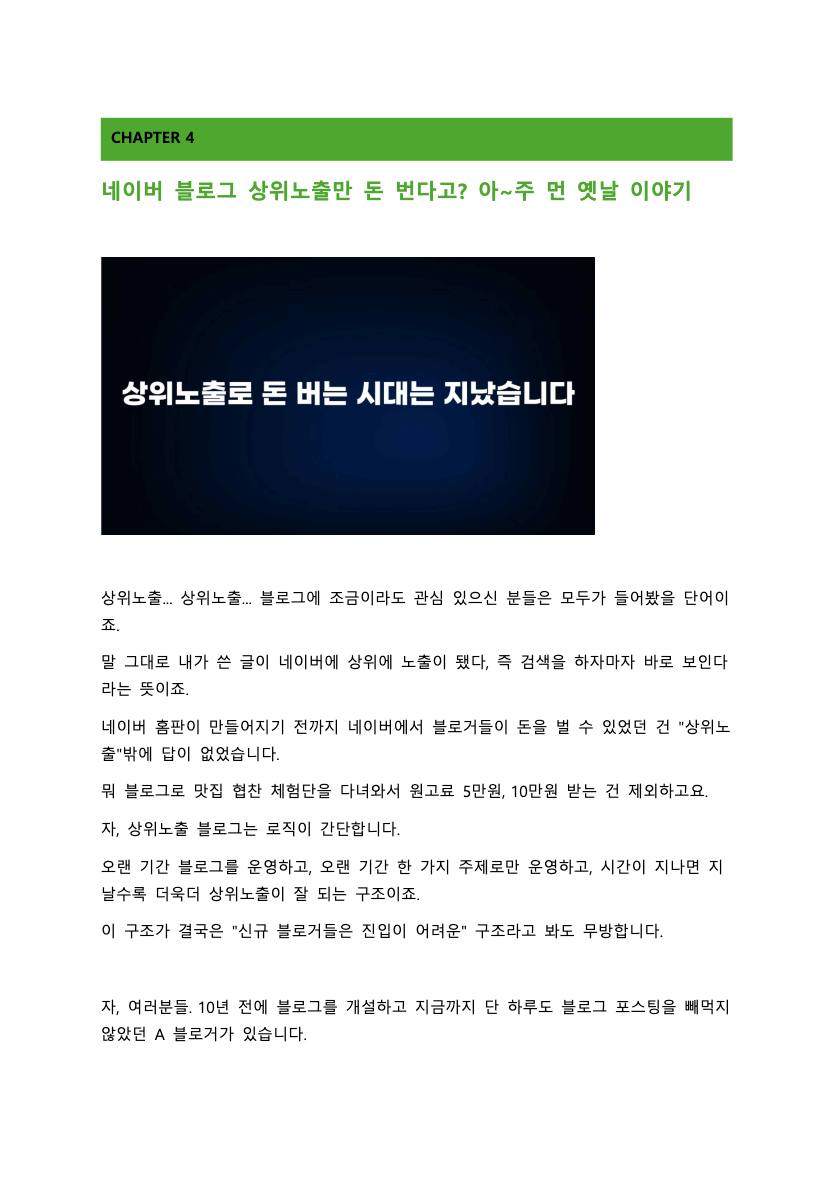 CHAPTER 4
네이버 블로그 상위노출만 돈 번다고? 아~주 먼 옛날 이야기
상위노출로 돈 버는 시대는 지났습니다
상위노출... 상위노출... 블로그에 조금이라도 관심 있으신 분들은 모두가 들어봤을 단어이
죠.
말 그대로 내가 쓴 글이 네이버에 상위에 노출이 됐다, 즉 검색을 하자마자 바로 보인다
라는 뜻이죠.
네이버 홈판이 만들어지기 전까지 네이버에서 블로거들이 돈을 벌 수 있었던 건 "상위노
출"밖에 답이 없었습니다.
뭐 블로그로 맛집 협찬 체험단을 다녀와서 원고료 5만원, 10만원 받는 건 제외하고요.
자, 상위노출 블로그는 로직이 간단합니다.
오랜 기간 블로그를 운영하고, 오랜 기간 한 가지 주제로만 운영하고, 시간이 지나면 지
날수록 더욱더 상위노출이 잘 되는 구조이죠.
이 구조가 결국은 "신규 블로거들은 진입이 어려운" 구조라고 봐도 무방합니다.
자, 여러분들. 10년 전에 블로그를 개설하고 지금까지 단 하루도 블로그 포스팅을 빼먹지
않았던 A 블로거가 있습니다.